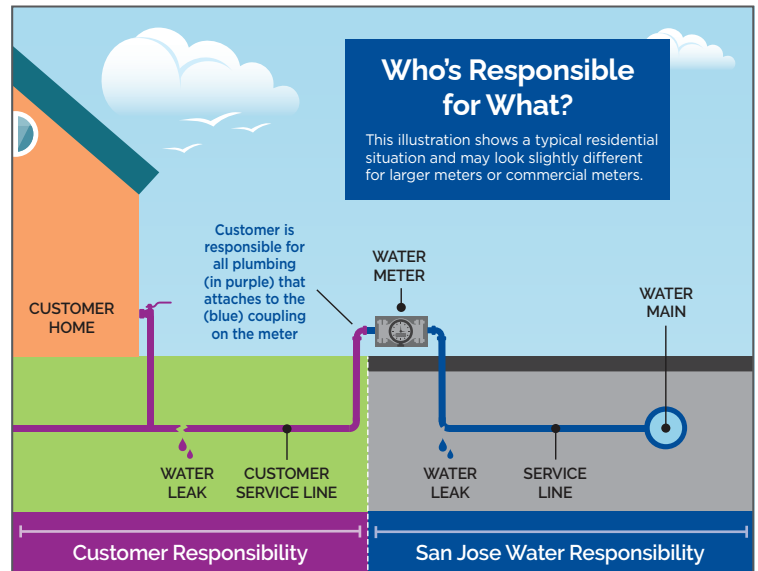 Who's Responsible
for What?
This illustration shows a typical residential
situation and may look slightly different
for larger meters or commercial meters.
Customer is
responsible for
all plumbing
(in purple) that
attaches to the
(blue) coupling
on the meter
WATER
METER
WATER
MAIN
CUSTOMER
HOME
WATER
LEAK
CUSTOMER
SERVICE LINE
WATER
LEAK
SERVICE
LINE
Customer Responsibility
San Jose Water Responsibility